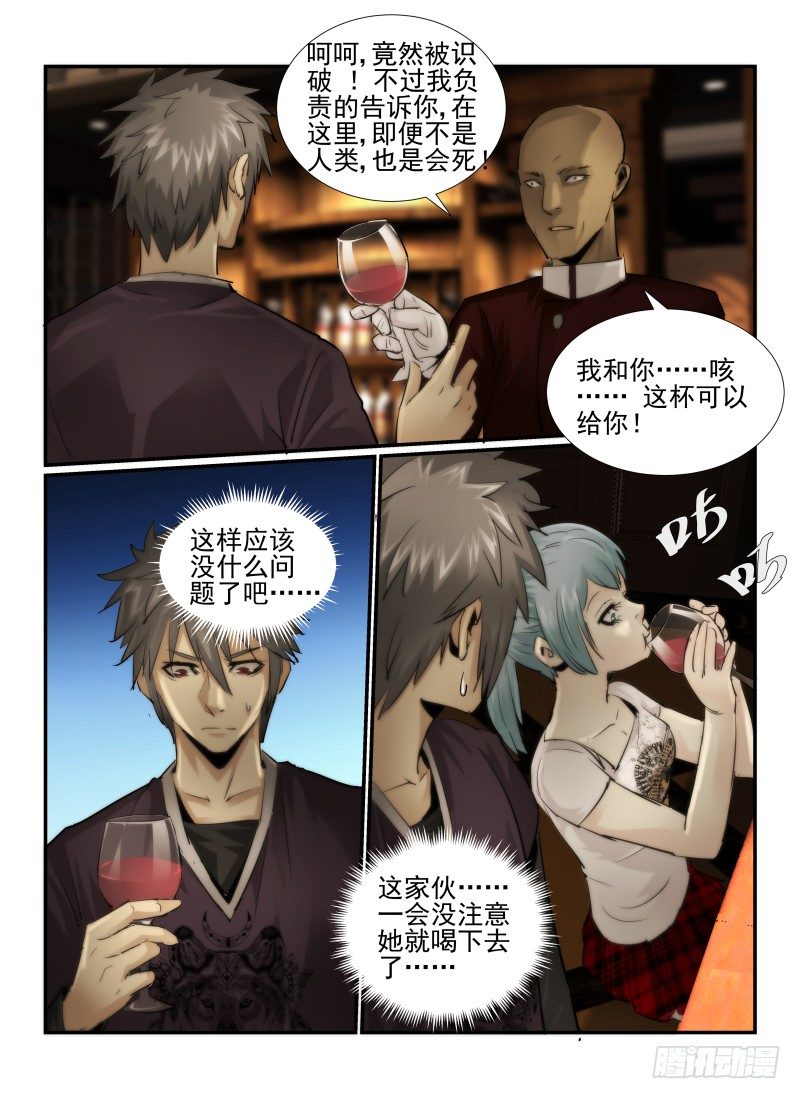 呵呵,竟然被识
破！不过我负
责的告诉你,在
这里,即便不是
人类,也是会死!
我和你……咳
…… 这杯可以
给你!
这样应该
没什么问
题了吧……
咕
咕
这家伙……
一会没注意
她就喝下去
了……
腾讯动漫